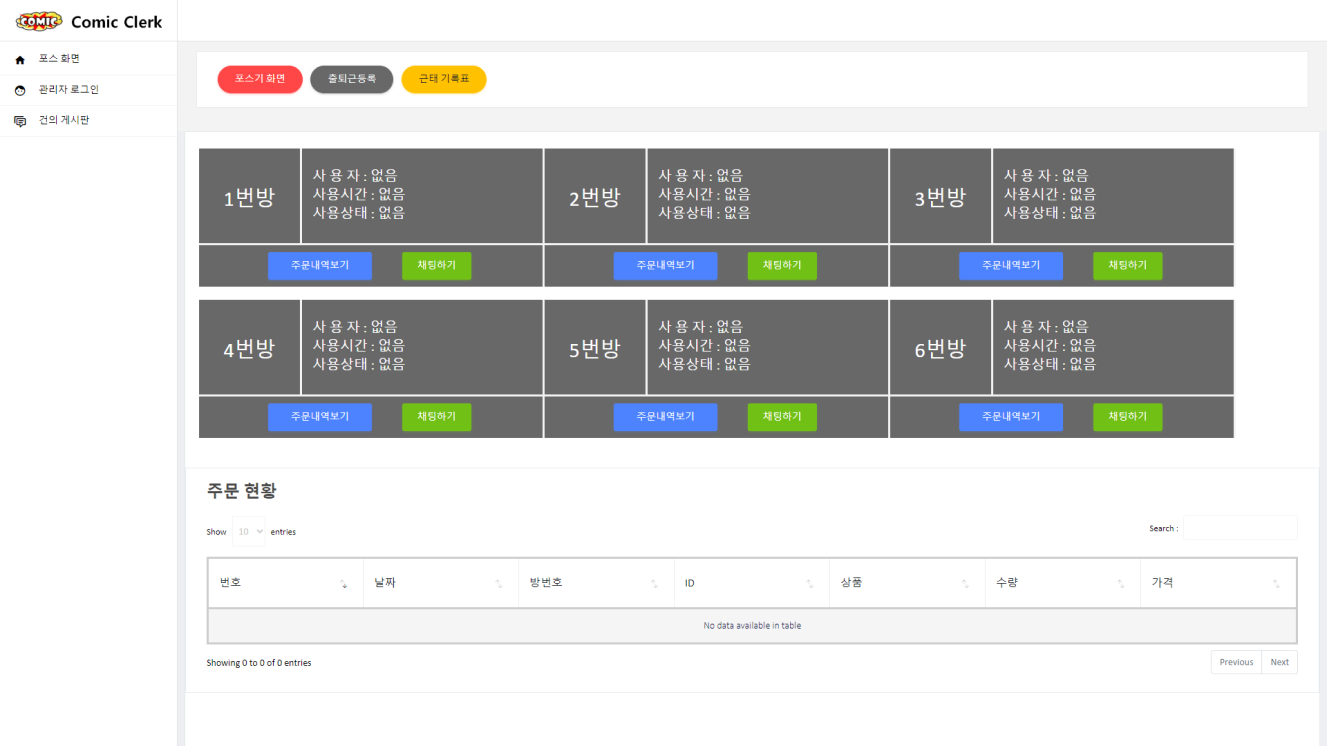 COMIC Comic Clerk
포스 화면
관리자 로그인
건의 게시판
포스기 화면 출퇴근등록 근태 기록표
1번방
사 용 자 : 없음
사용시간 : 없음
사용상태 : 없음
주문내역보기 채팅하기
2번방
사 용 자 : 없음
사용시간 : 없음
사용상태 : 없음
주문내역보기 채팅하기
3번방
사 용 자 : 없음
사용시간 : 없음
사용상태 : 없음
주문내역보기 채팅하기
4번방
사 용 자 : 없음
사용시간 : 없음
사용상태 : 없음
주문내역보기 채팅하기
5번방
사 용 자 : 없음
사용시간 : 없음
사용상태 : 없음
주문내역보기 채팅하기
6번방
사 용 자 : 없음
사용시간 : 없음
사용상태 : 없음
주문내역보기 채팅하기
주문 현황
Show 10 entries
Search :
번호 날짜 방번호 ID 상품 수량 가격
No data available in table
Showing 0 to 0 of 0 entries
Previous Next